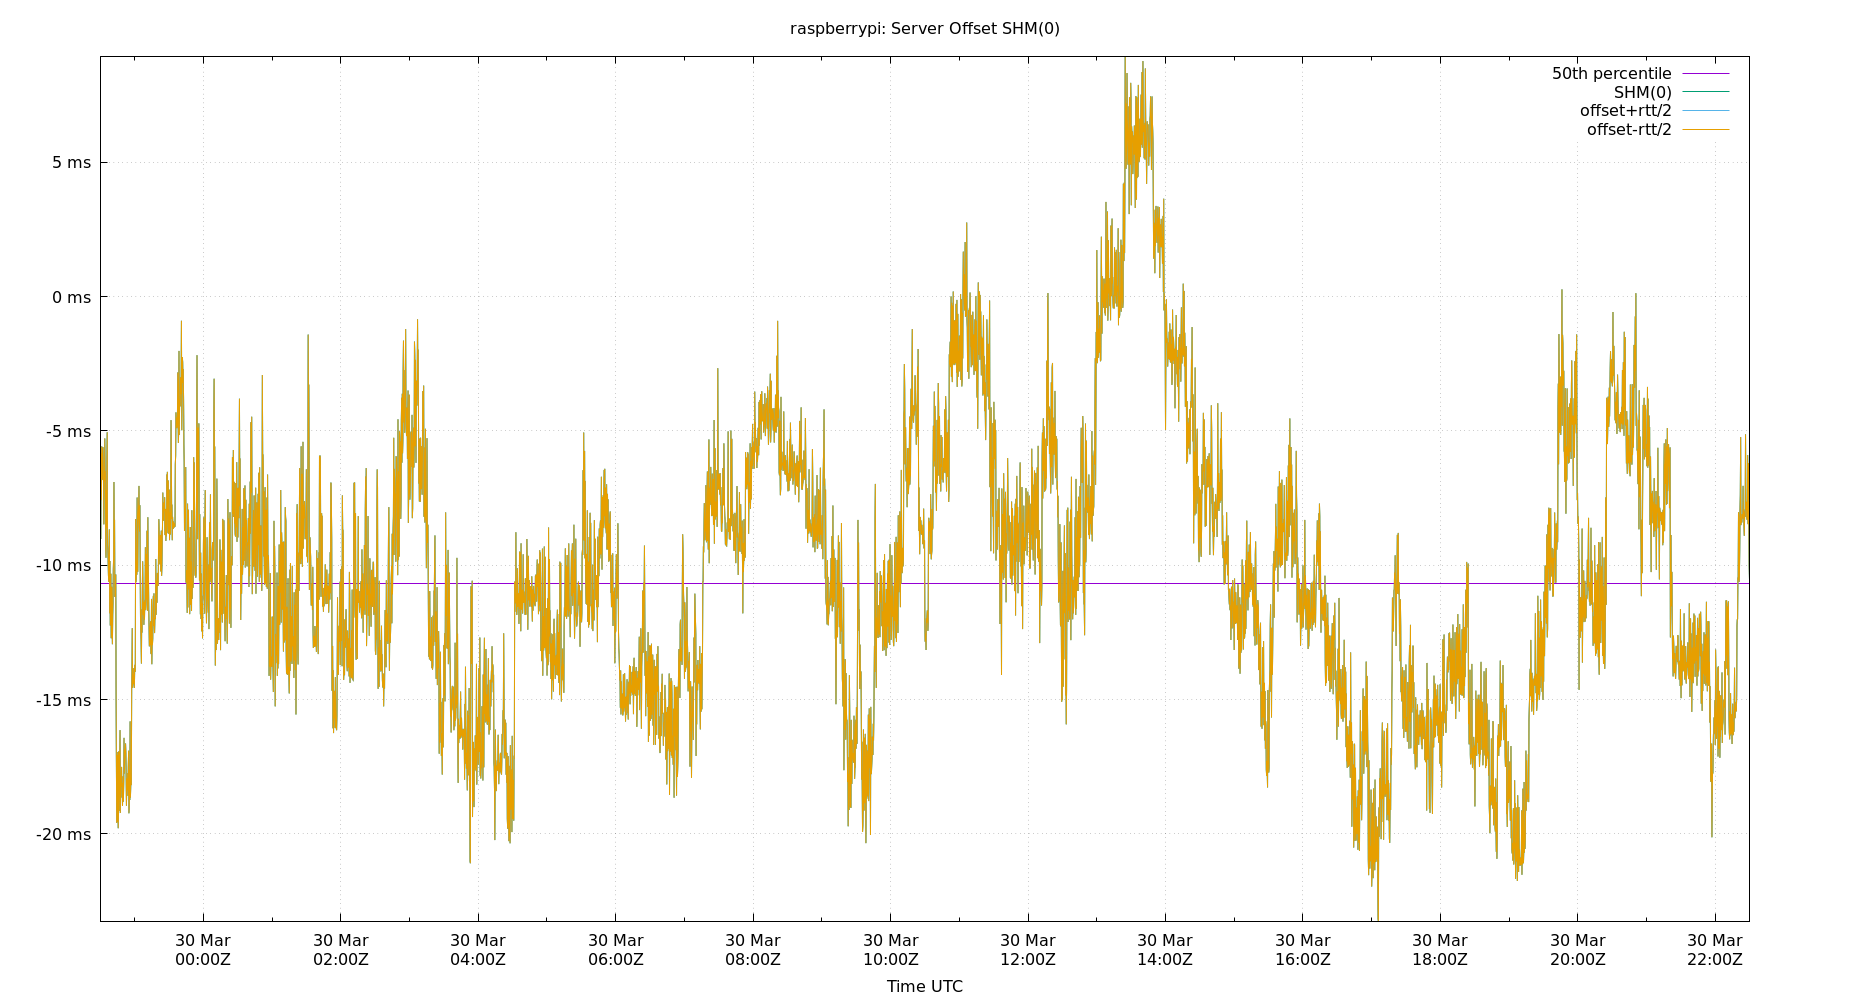 raspberrypi: Server Offset SHM(0)
50th percentile
SHM(0)
offset+rtt/2
offset-rtt/2
5 ms
0 ms
-5 ms
-10 ms
-15 ms
-20 ms
30 Mar 30 Mar 30 Mar 30 Mar 30 Mar 30 Mar 30 Mar 30 Mar 30 Mar 30 Mar 30 Mar 30 Mar
00:00Z 02:00Z 04:00Z 06:00Z 08:00Z 10:00Z 12:00Z 14:00Z 16:00Z 18:00Z 20:00Z 22:00Z
Time UTC